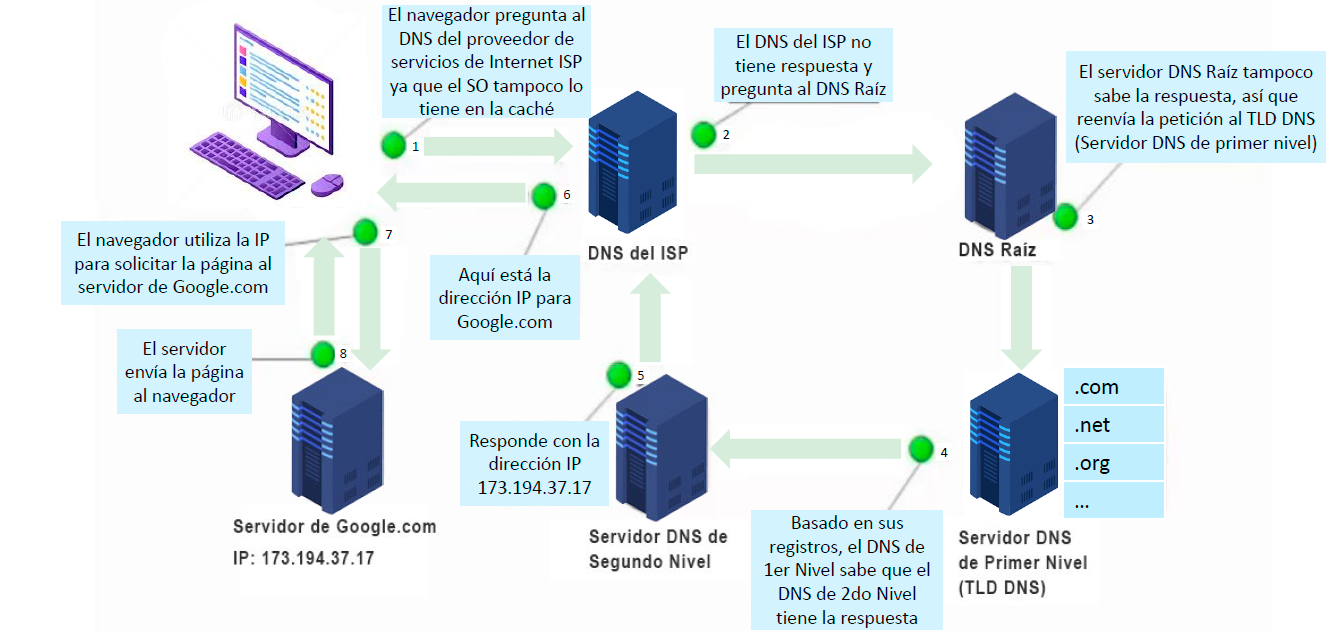 El navegador pregunta al
DNS del proveedor de
servicios de Internet ISP
ya que el SO tampoco lo
tiene en la caché
1
El DNS del ISP no
tiene respuesta y
pregunta al DNS Raíz
2
El servidor DNS Raíz tampoco
sabe la respuesta, así que
reenvía la petición al TLD DNS
(Servidor DNS de primer nivel)
3
DNS del ISP
DNS Raíz
6
Aquí está la
dirección IP para
Google.com
7
El navegador utiliza la IP
para solicitar la página al
servidor de Google.com
8
El servidor
envía la página
al navegador
5
Responde con la
dirección IP
173.194.37.17
4
Basado en sus
registros, el DNS de
1er Nivel sabe que el
DNS de 2do Nivel
tiene la respuesta
.com
.net
.org
...
Servidor de Google.com
IP: 173.194.37.17
Servidor DNS de
Segundo Nivel
Servidor DNS
de Primer Nivel
(TLD DNS)